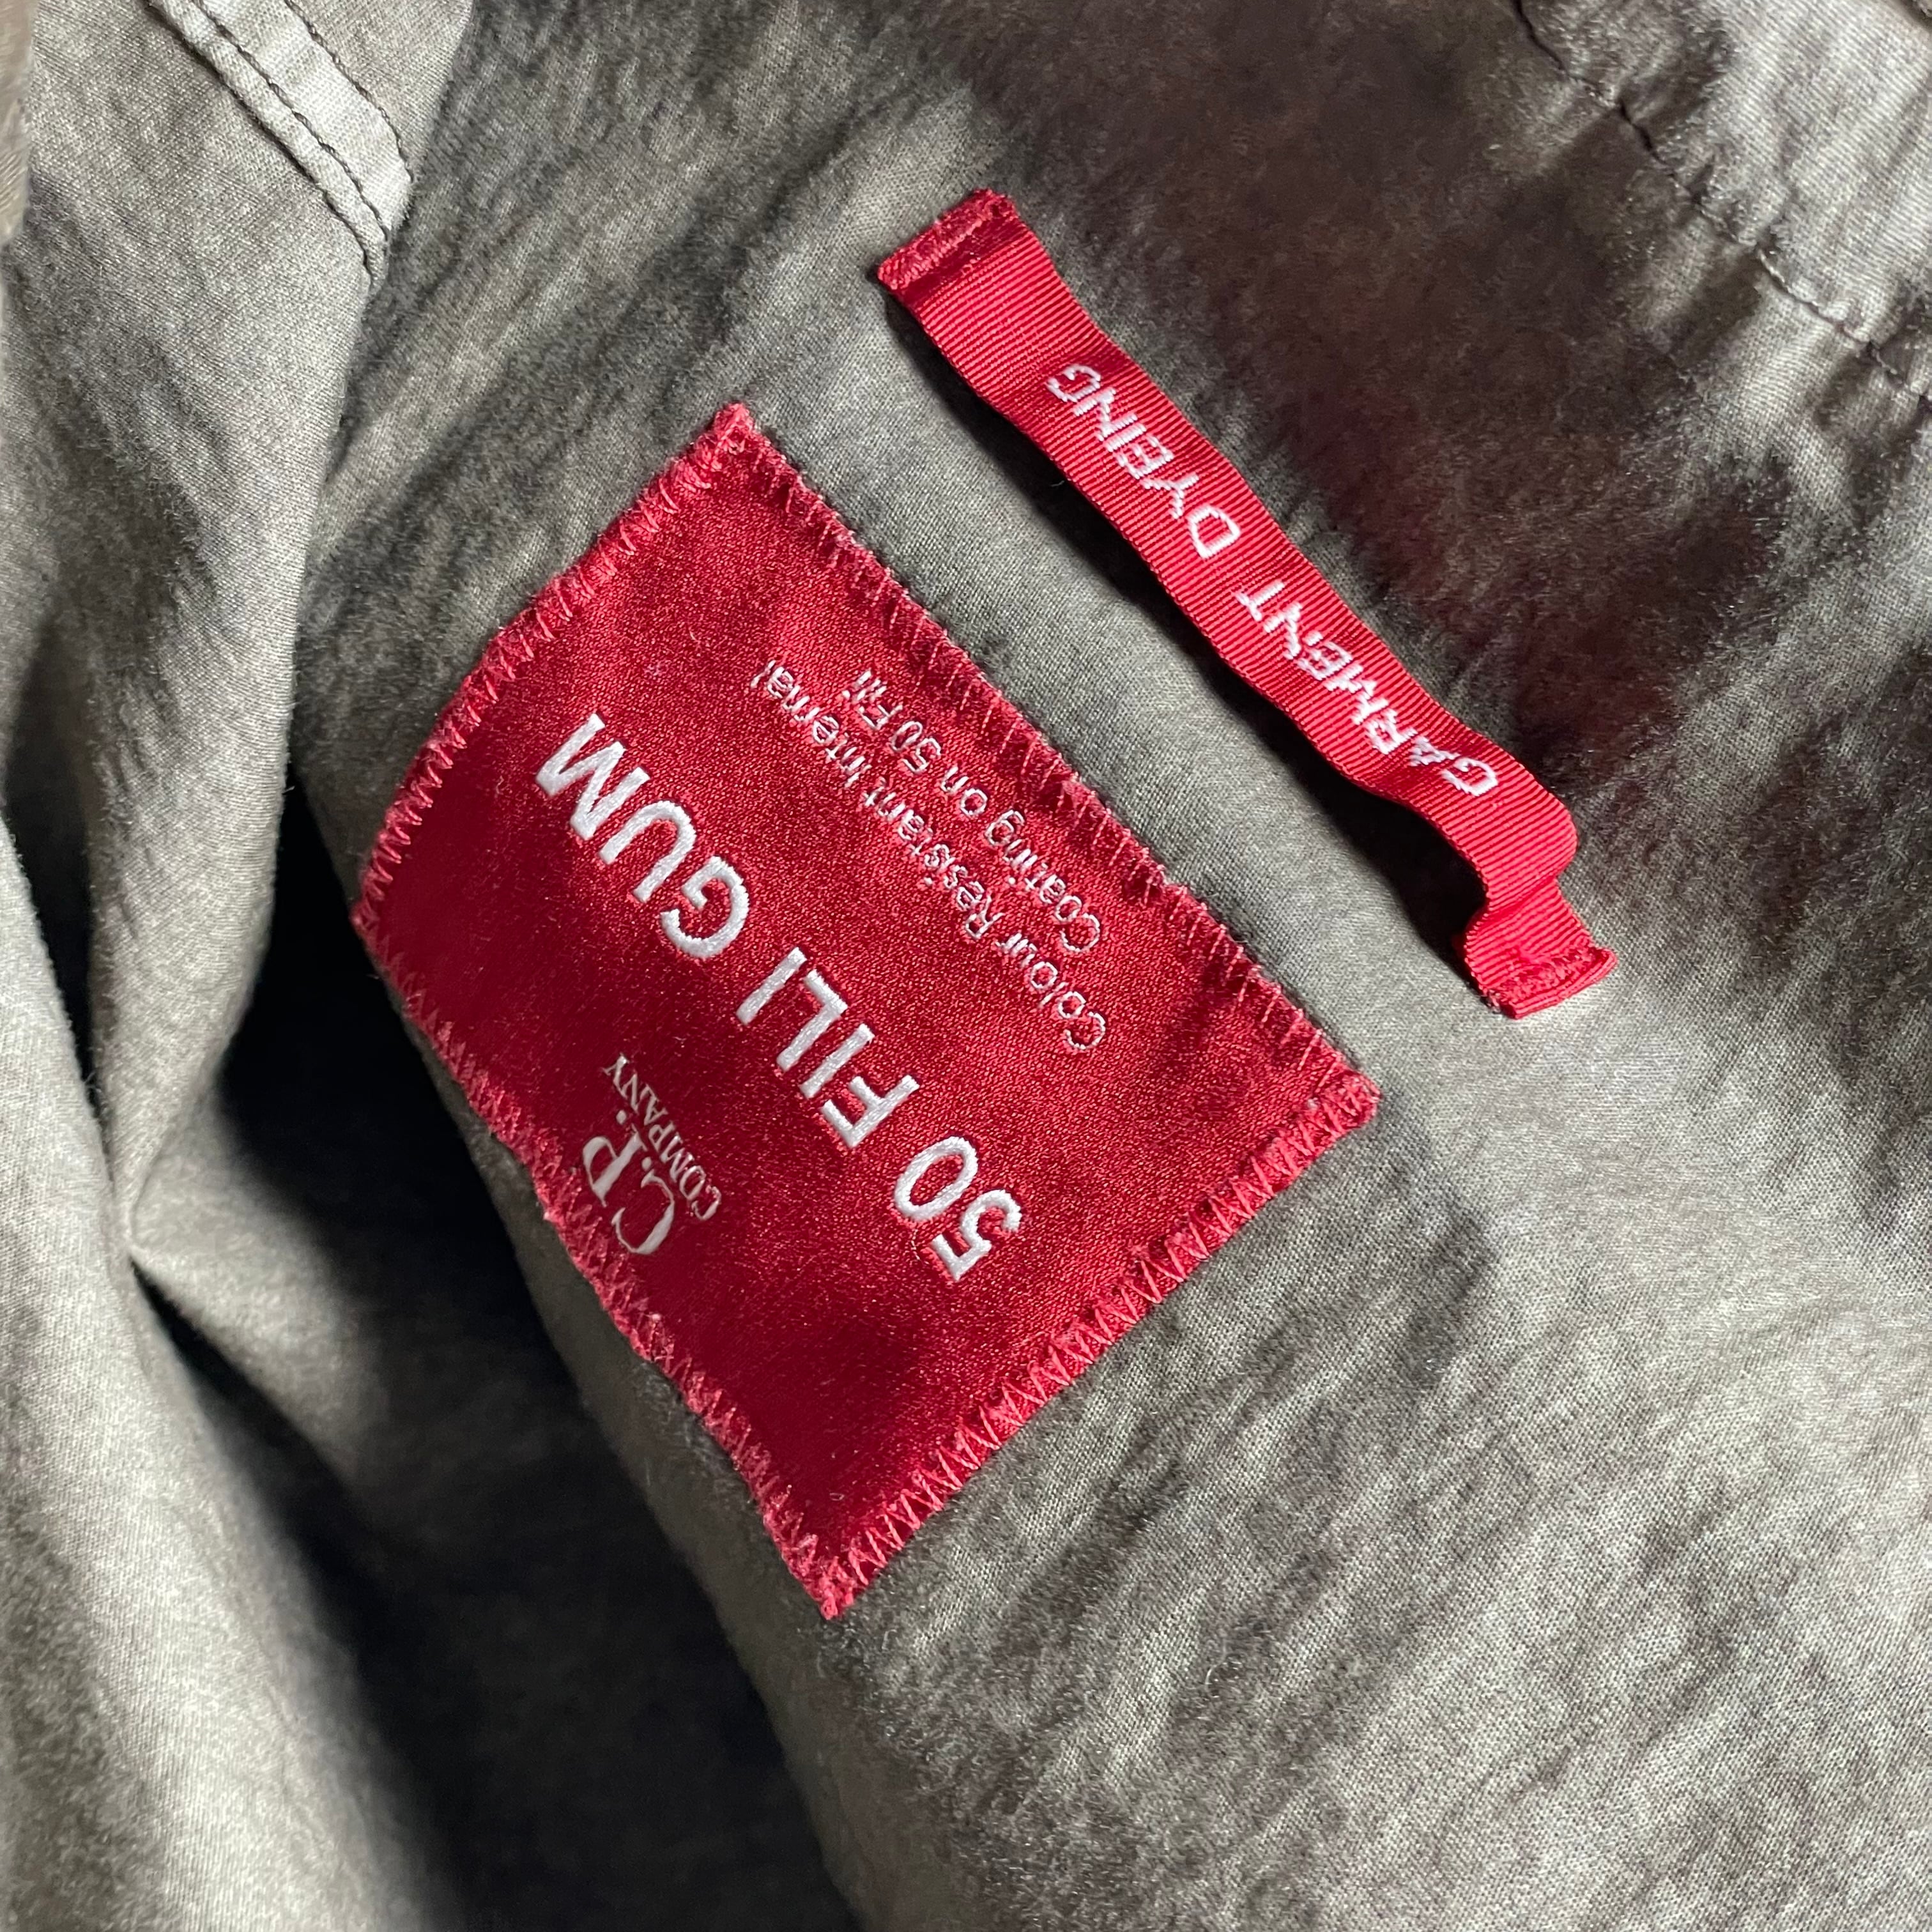 GARMENT DYEING
C.P.
COMPANY
50 FILI GUM
Colour Resistant Internal
Coating on 50 Fili